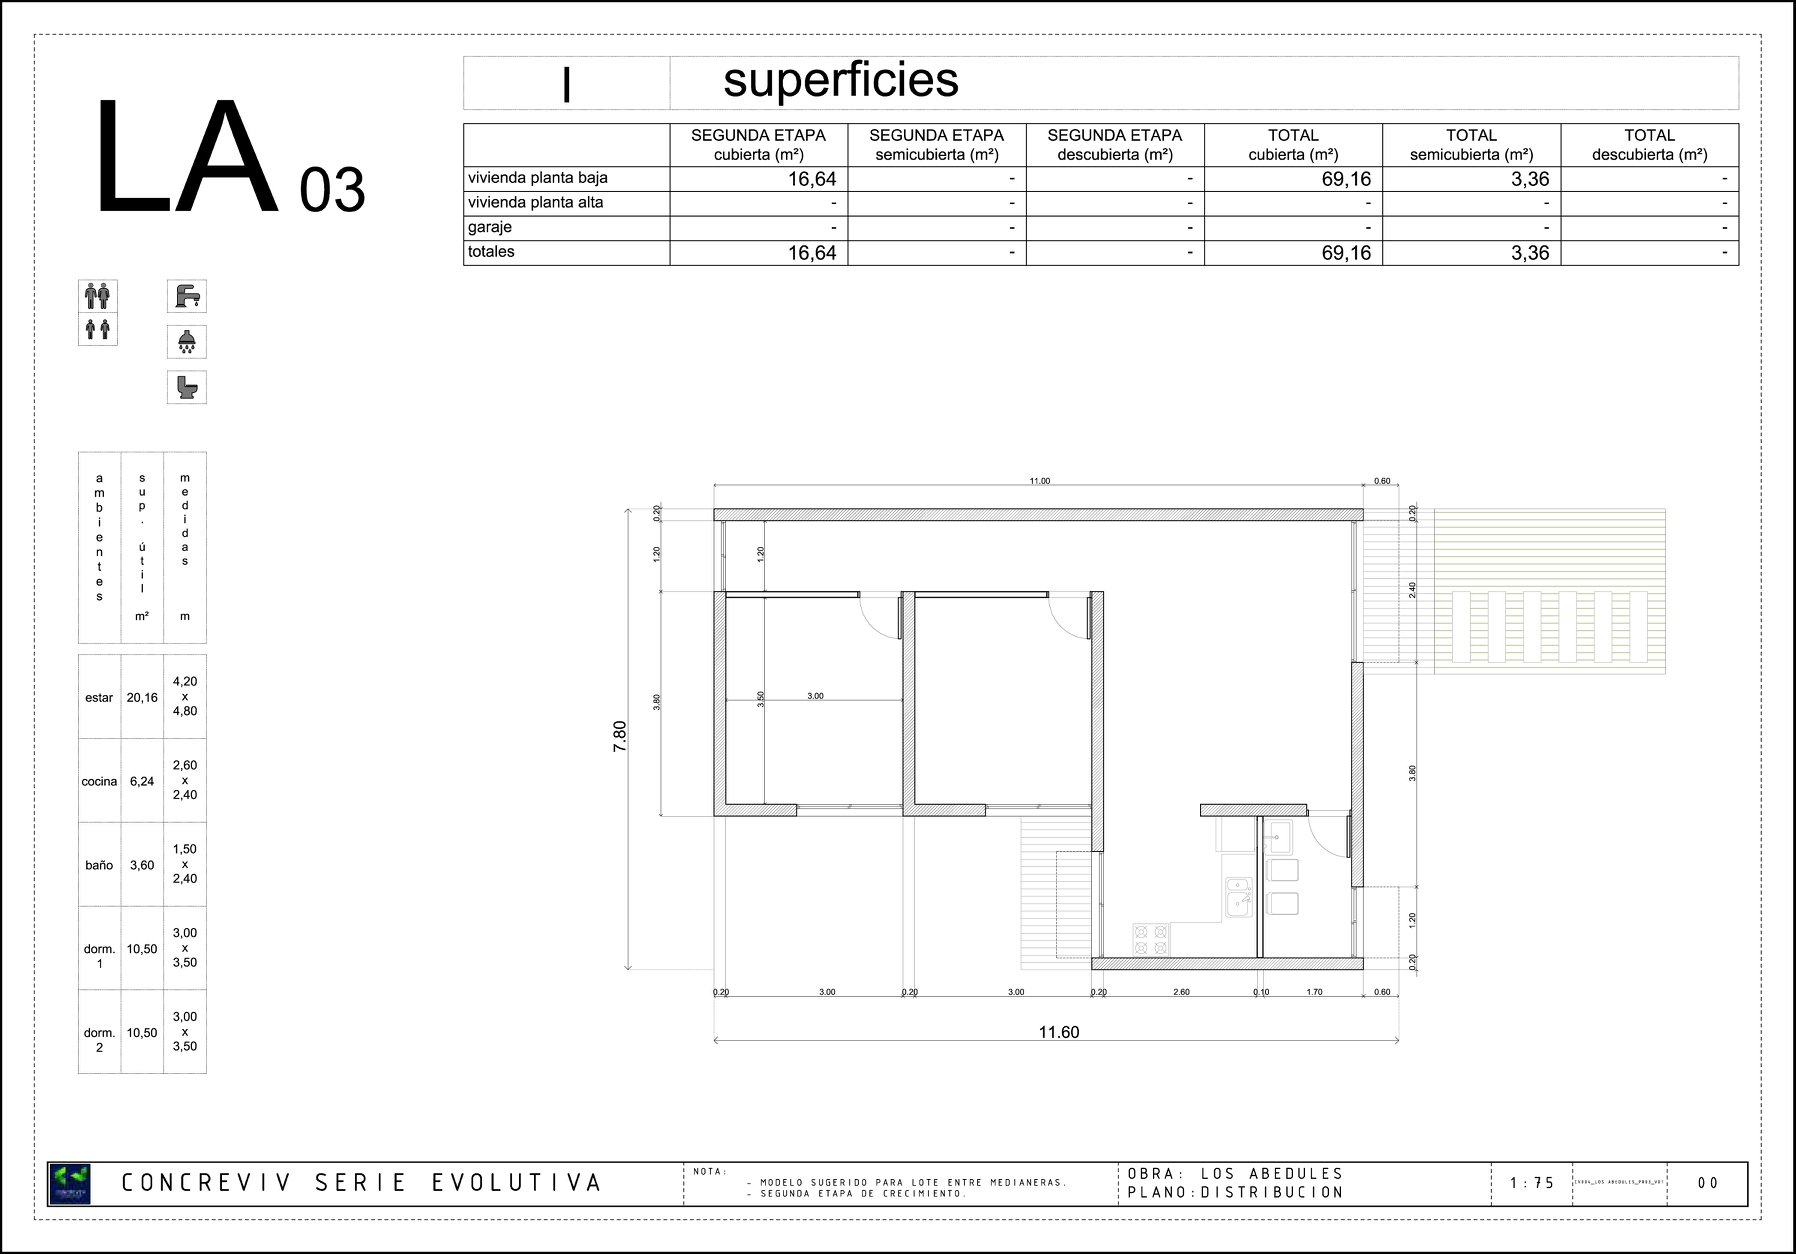 LA 03
I superficies
SEGUNDA ETAPA SEGUNDA ETAPA SEGUNDA ETAPA TOTAL TOTAL TOTAL
cubierta (m²) semicubierta (m²) descubierta (m²) cubierta (m²) semicubierta (m²) descubierta (m²)
vivienda planta baja 16,64 - - 69,16 3,36 -
vivienda planta alta - - - - - -
garaje - - - - - -
totales 16,64 - - 69,16 3,36 -
ambientes sup. útil m² medidas m
estar 20,16 4,20 x 4,80
cocina 6,24 2,60 x 2,40
baño 3,60 1,50 x 2,40
dorm. 1 10,50 3,00 x 3,50
dorm. 2 10,50 3,00 x 3,50
11.00 0.60
0.20 0.20
1.20 1.20
2.40
3.00
3.50
3.80
7.80
3.80
1.20
0.20
0.20 3.00 0.20 3.00 0.20 2.60 0.10 1.70 0.60
11.60
CONCREVIV
CONCREVIV SERIE EVOLUTIVA
NOTA:
- MODELO SUGERIDO PARA LOTE ENTRE MEDIANERAS.
- SEGUNDA ETAPA DE CRECIMIENTO.
OBRA: LOS ABEDULES
PLANO:DISTRIBUCION
1:75
00